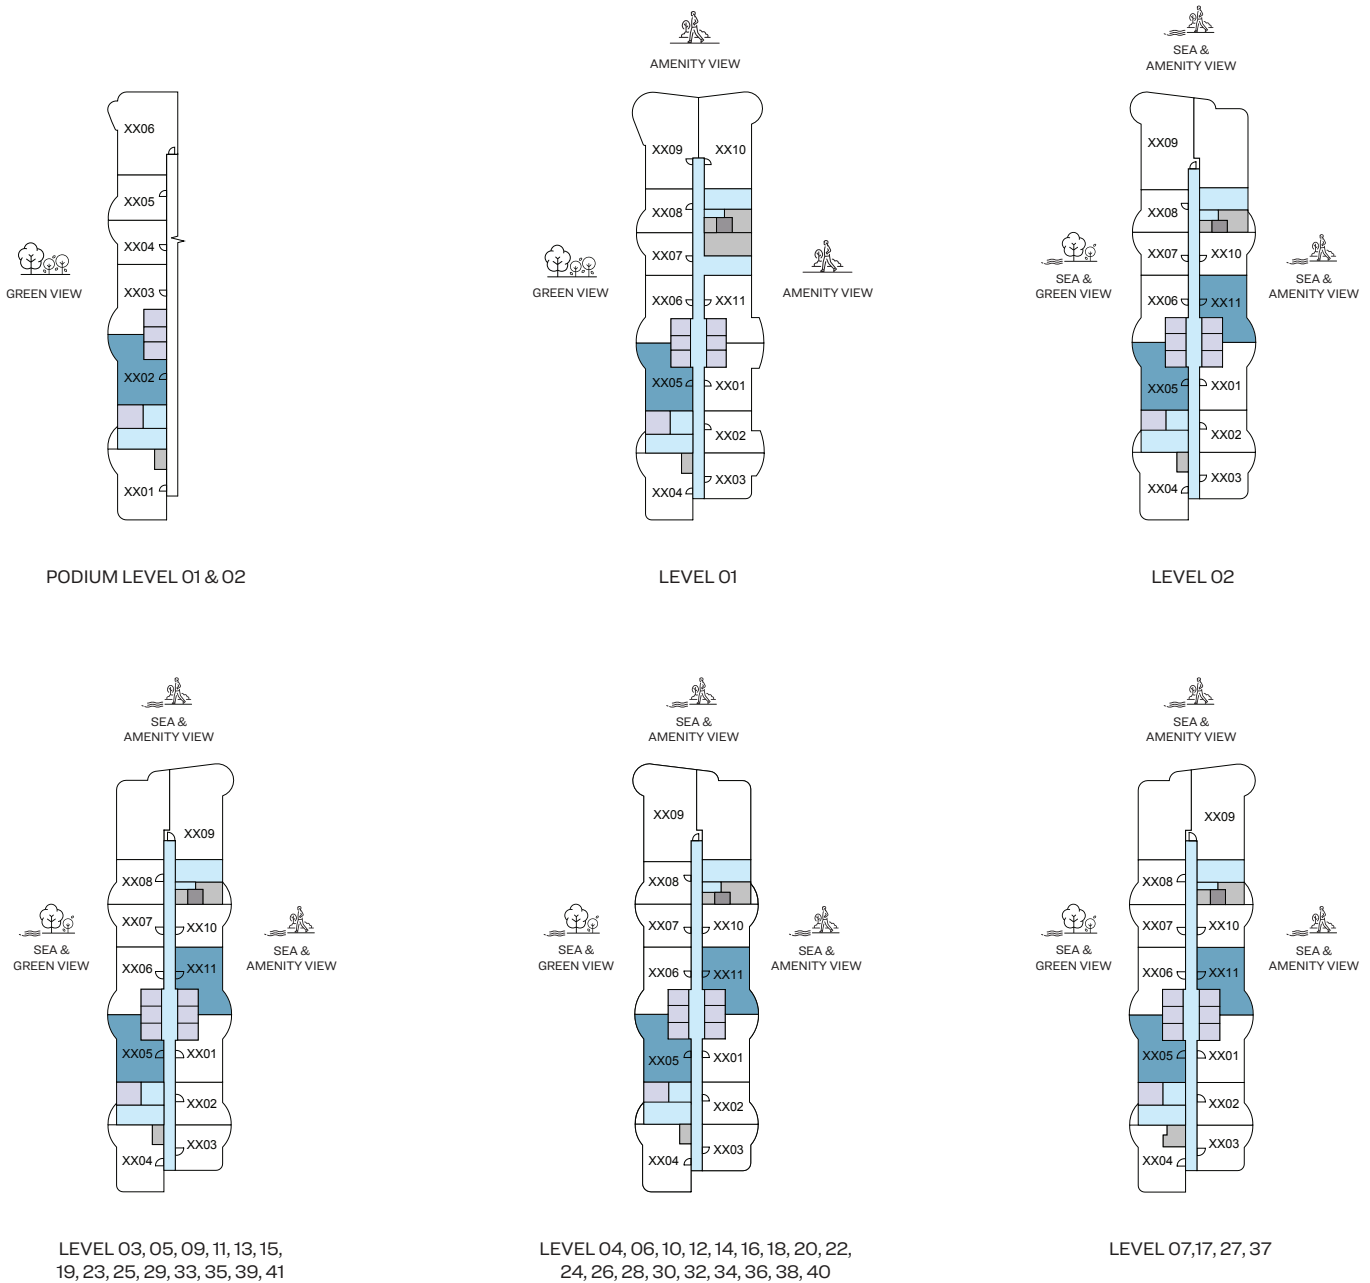 XX06
XX05
XX04
XX03
XX02
XX01
GREEN VIEW
PODIUM LEVEL 01 & 02
AMENITY VIEW
XX09
XX10
XX08
XX07
XX06
XX11
XX05
XX01
XX02
XX03
XX04
GREEN VIEW
AMENITY VIEW
LEVEL 01
SEA &
AMENITY VIEW
XX09
XX08
XX07
XX10
XX06
XX11
XX05
XX01
XX02
XX03
XX04
SEA &
GREEN VIEW
SEA &
AMENITY VIEW
LEVEL 02
SEA &
AMENITY VIEW
XX09
XX08
XX07
XX10
XX06
XX11
XX05
XX01
XX02
XX03
XX04
SEA &
GREEN VIEW
SEA &
AMENITY VIEW
LEVEL 03, 05, 09, 11, 13, 15,
19, 23, 25, 29, 33, 35, 39, 41
SEA &
AMENITY VIEW
XX09
XX08
XX07
XX10
XX06
XX11
XX05
XX01
XX02
XX03
XX04
SEA &
GREEN VIEW
SEA &
AMENITY VIEW
LEVEL 04, 06, 10, 12, 14, 16, 18, 20, 22,
24, 26, 28, 30, 32, 34, 36, 38, 40
SEA &
AMENITY VIEW
XX09
XX08
XX07
XX10
XX06
XX11
XX05
XX01
XX02
XX03
XX04
SEA &
GREEN VIEW
SEA &
AMENITY VIEW
LEVEL 07,17, 27, 37